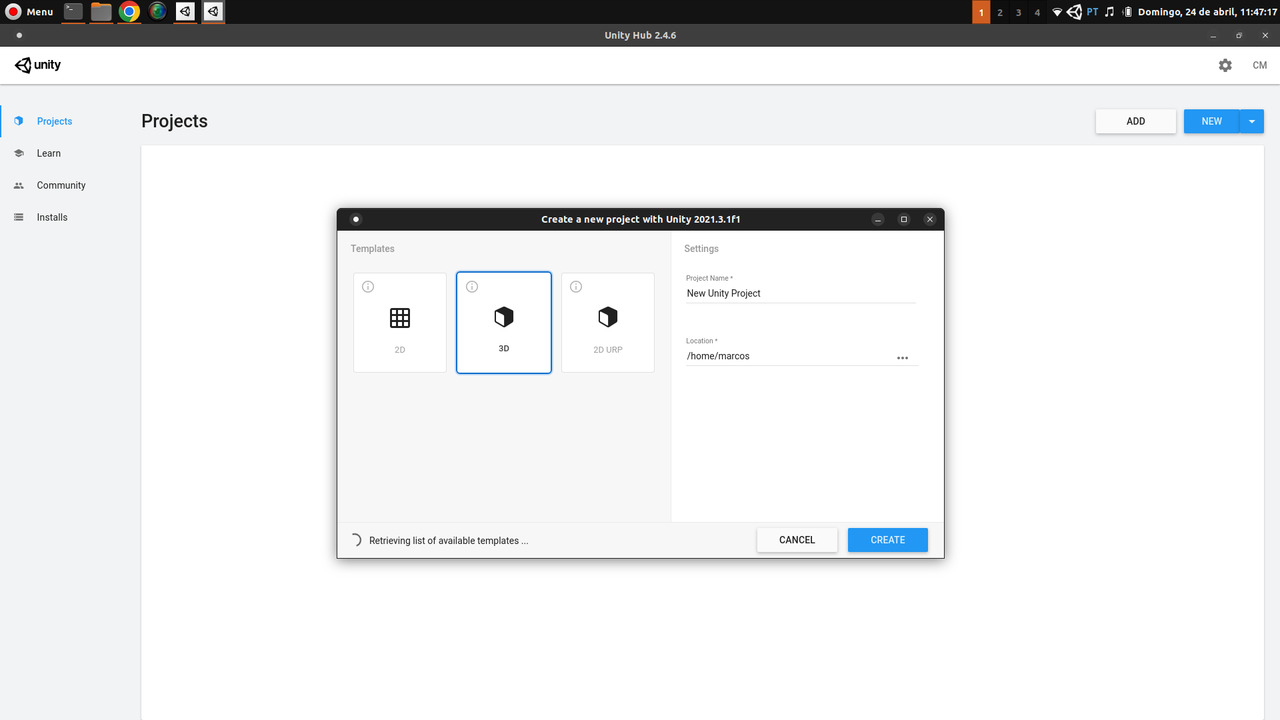 Menu
1 2 3 4 PT Domingo, 24 de abril, 11:47:17
Unity Hub 2.4.6
unity
CM
Projects
Learn
Community
Installs
Projects
ADD
NEW
Create a new project with Unity 2021.3.1f1
Templates
2D
3D
2D URP
Settings
Project Name *
New Unity Project
Location *
/home/marcos
Retrieving list of available templates ...
CANCEL
CREATE